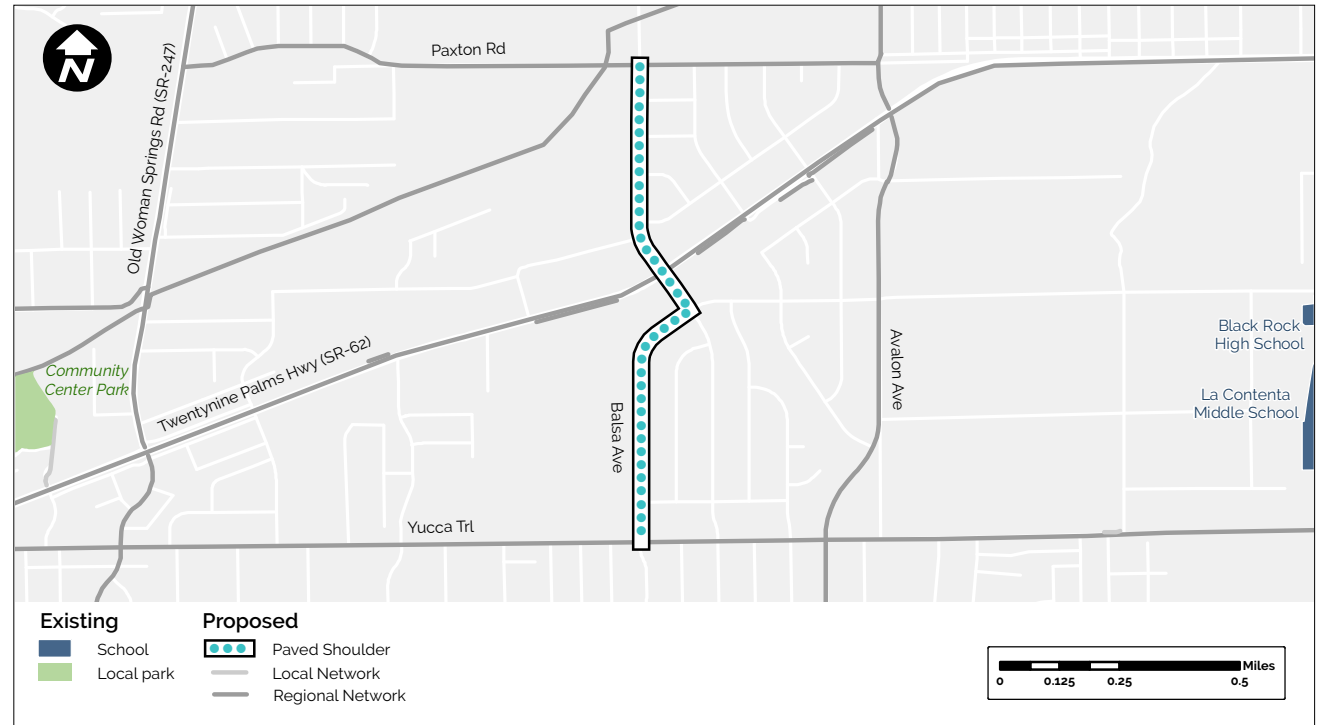 N
Paxton Rd
Old Woman Springs Rd (SR-247)
Community
Center Park
Twentynine Palms Hwy (SR-62)
Balsa Ave
Avalon Ave
Black Rock
High School
La Contenta
Middle School
Yucca Trl
Existing
School
Local park
Proposed
Paved Shoulder
Local Network
Regional Network
Miles
0 0.125 0.25 0.5